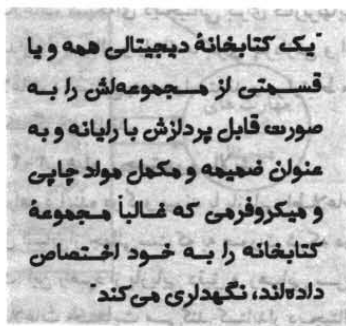 "یک کتابخانهٔ دیجیتالی همه و یا
قسمتی از مجموعه‌اش را به
صورت قابل پردازش با رایانه و به
عنوان ضمیمه و مکمل مواد چاپی
و میکروفرمی که غالباً مجموعهٔ
کتابخانه را به خود اختصاص
داده‌اند، نگهداری می‌کند"